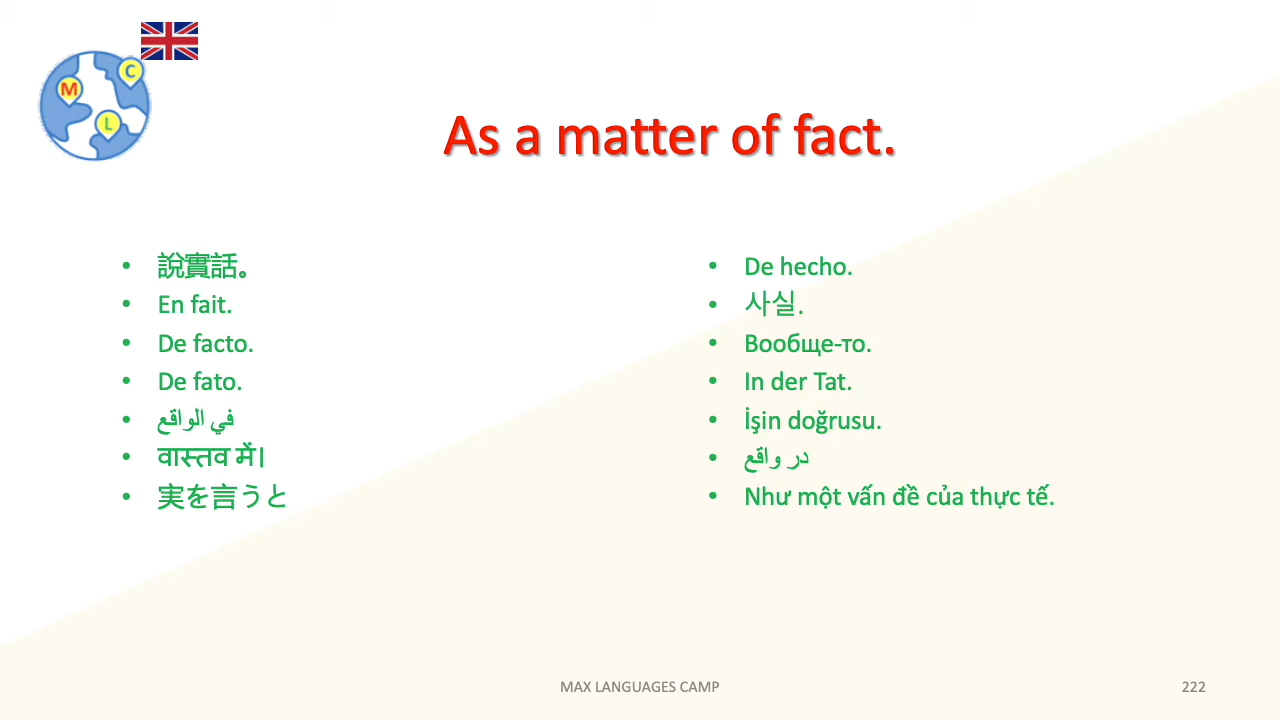 M
C
L
As a matter of fact.
說實話。
En fait.
De facto.
De fato.
في الواقع
वास्तव में।
実を言うと
De hecho.
사실.
Вообще-то.
In der Tat.
İşin doğrusu.
در واقع
Như một vấn đề của thực tế.
MAX LANGUAGES CAMP
222